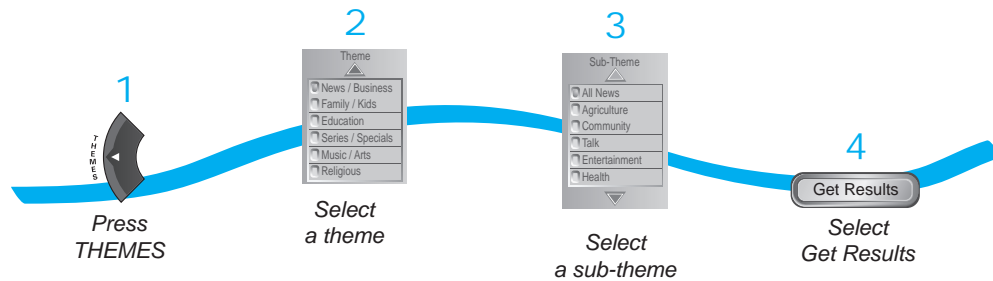 1
THEMES
Press
THEMES
2
Theme
News / Business
Family / Kids
Education
Series / Specials
Music / Arts
Religious
Select
a theme
3
Sub-Theme
All News
Agriculture
Community
Talk
Entertainment
Health
Select
a sub-theme
4
Get Results
Select
Get Results